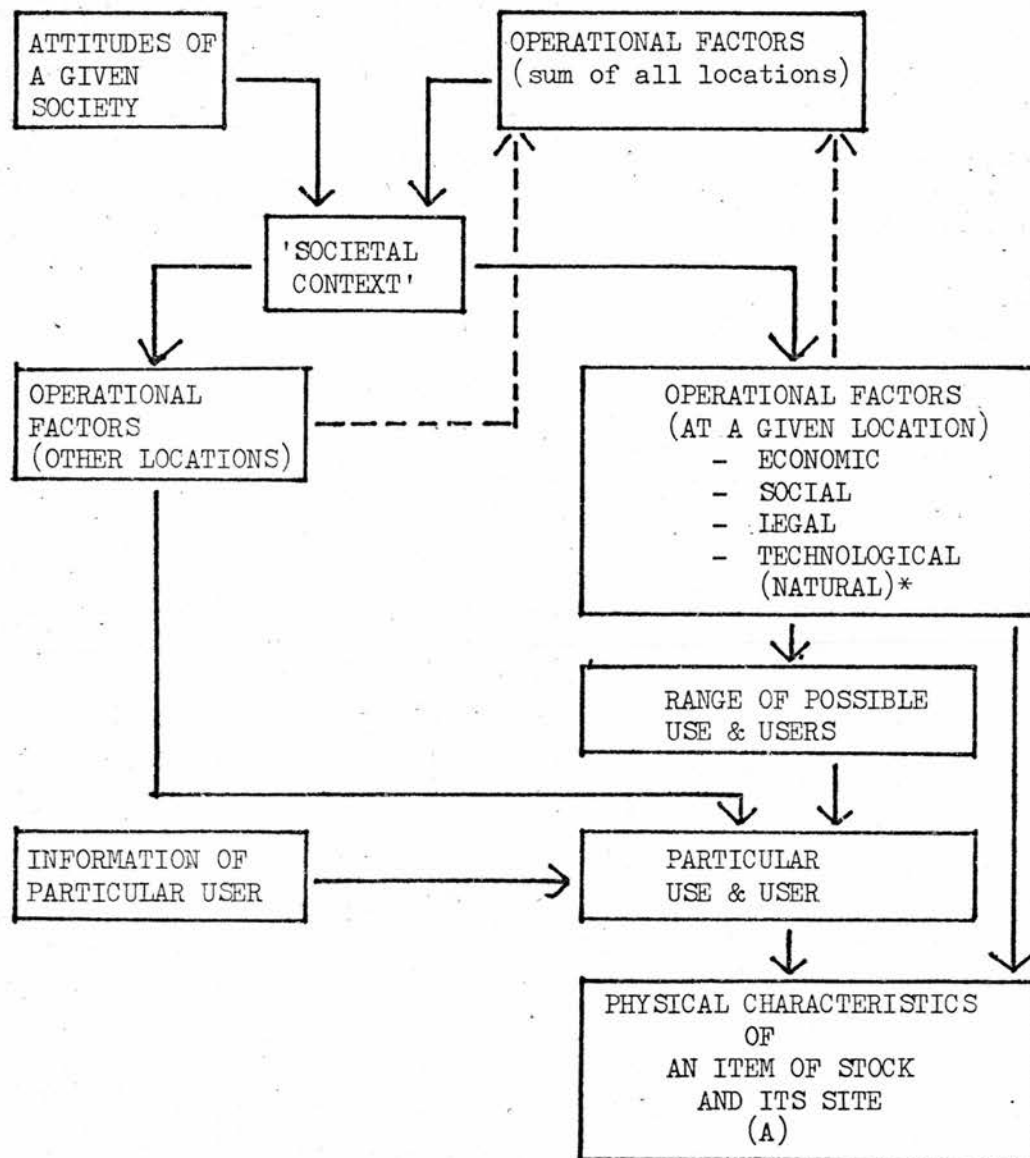 ATTITUDES OF
A GIVEN
SOCIETY
OPERATIONAL FACTORS
(sum of all locations)
'SOCIETAL
CONTEXT'
OPERATIONAL
FACTORS
(OTHER LOCATIONS)
OPERATIONAL FACTORS
(AT A GIVEN LOCATION)
- ECONOMIC
- SOCIAL
- LEGAL
- TECHNOLOGICAL
(NATURAL)*
RANGE OF POSSIBLE
USE & USERS
INFORMATION OF
PARTICULAR USER
PARTICULAR
USE & USER
PHYSICAL CHARACTERISTICS
OF
AN ITEM OF STOCK
AND ITS SITE
(A)